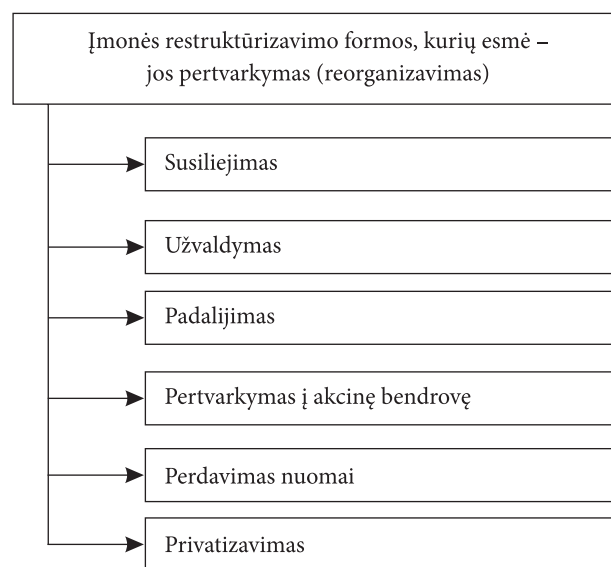 Įmonės restruktūrizavimo formos, kurių esmė –
jos pertvarkymas (reorganizavimas)
Susiliejimas
Užvaldymas
Padalijimas
Pertvarkymas į akcinę bendrovę
Perdavimas nuomai
Privatizavimas